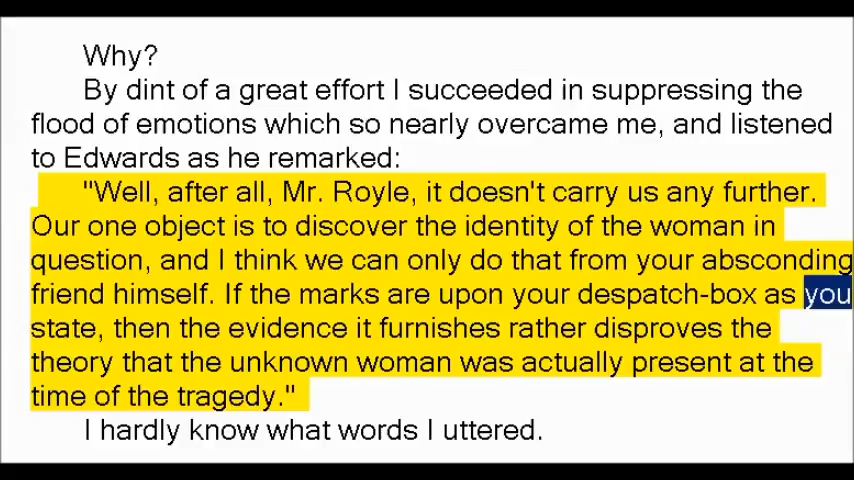 Why?
By dint of a great effort I succeeded in suppressing the
flood of emotions which so nearly overcame me, and listened
to Edwards as he remarked:
"Well, after all, Mr. Royle, it doesn't carry us any further.
Our one object is to discover the identity of the woman in
question, and I think we can only do that from your absconding
friend himself. If the marks are upon your despatch-box as you
state, then the evidence it furnishes rather disproves the
theory that the unknown woman was actually present at the
time of the tragedy."
I hardly know what words I uttered.